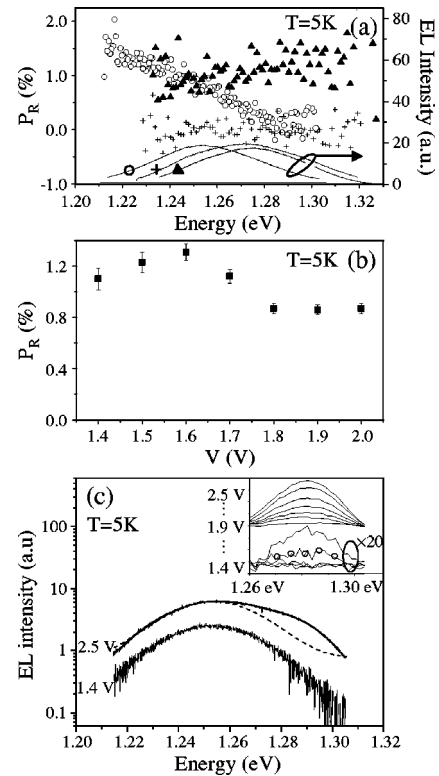 T=5K (a)
P_R (%)
2.0
1.0
0.0
-1.0
80
60
40
20
0
EL Intensity (a.u.)
1.20 1.22 1.24 1.26 1.28 1.30 1.32
Energy (eV)
T=5K (b)
P_R (%)
1.2
0.8
0.4
0.0
1.4 1.5 1.6 1.7 1.8 1.9 2.0
V (V)
(c)
T=5K
EL intensity (a.u)
100
10
1
0.1
2.5 V
1.4 V
2.5 V
1.9 V
1.4 V
×20
1.26 eV 1.30 eV
1.20 1.22 1.24 1.26 1.28 1.30 1.32
Energy (eV)